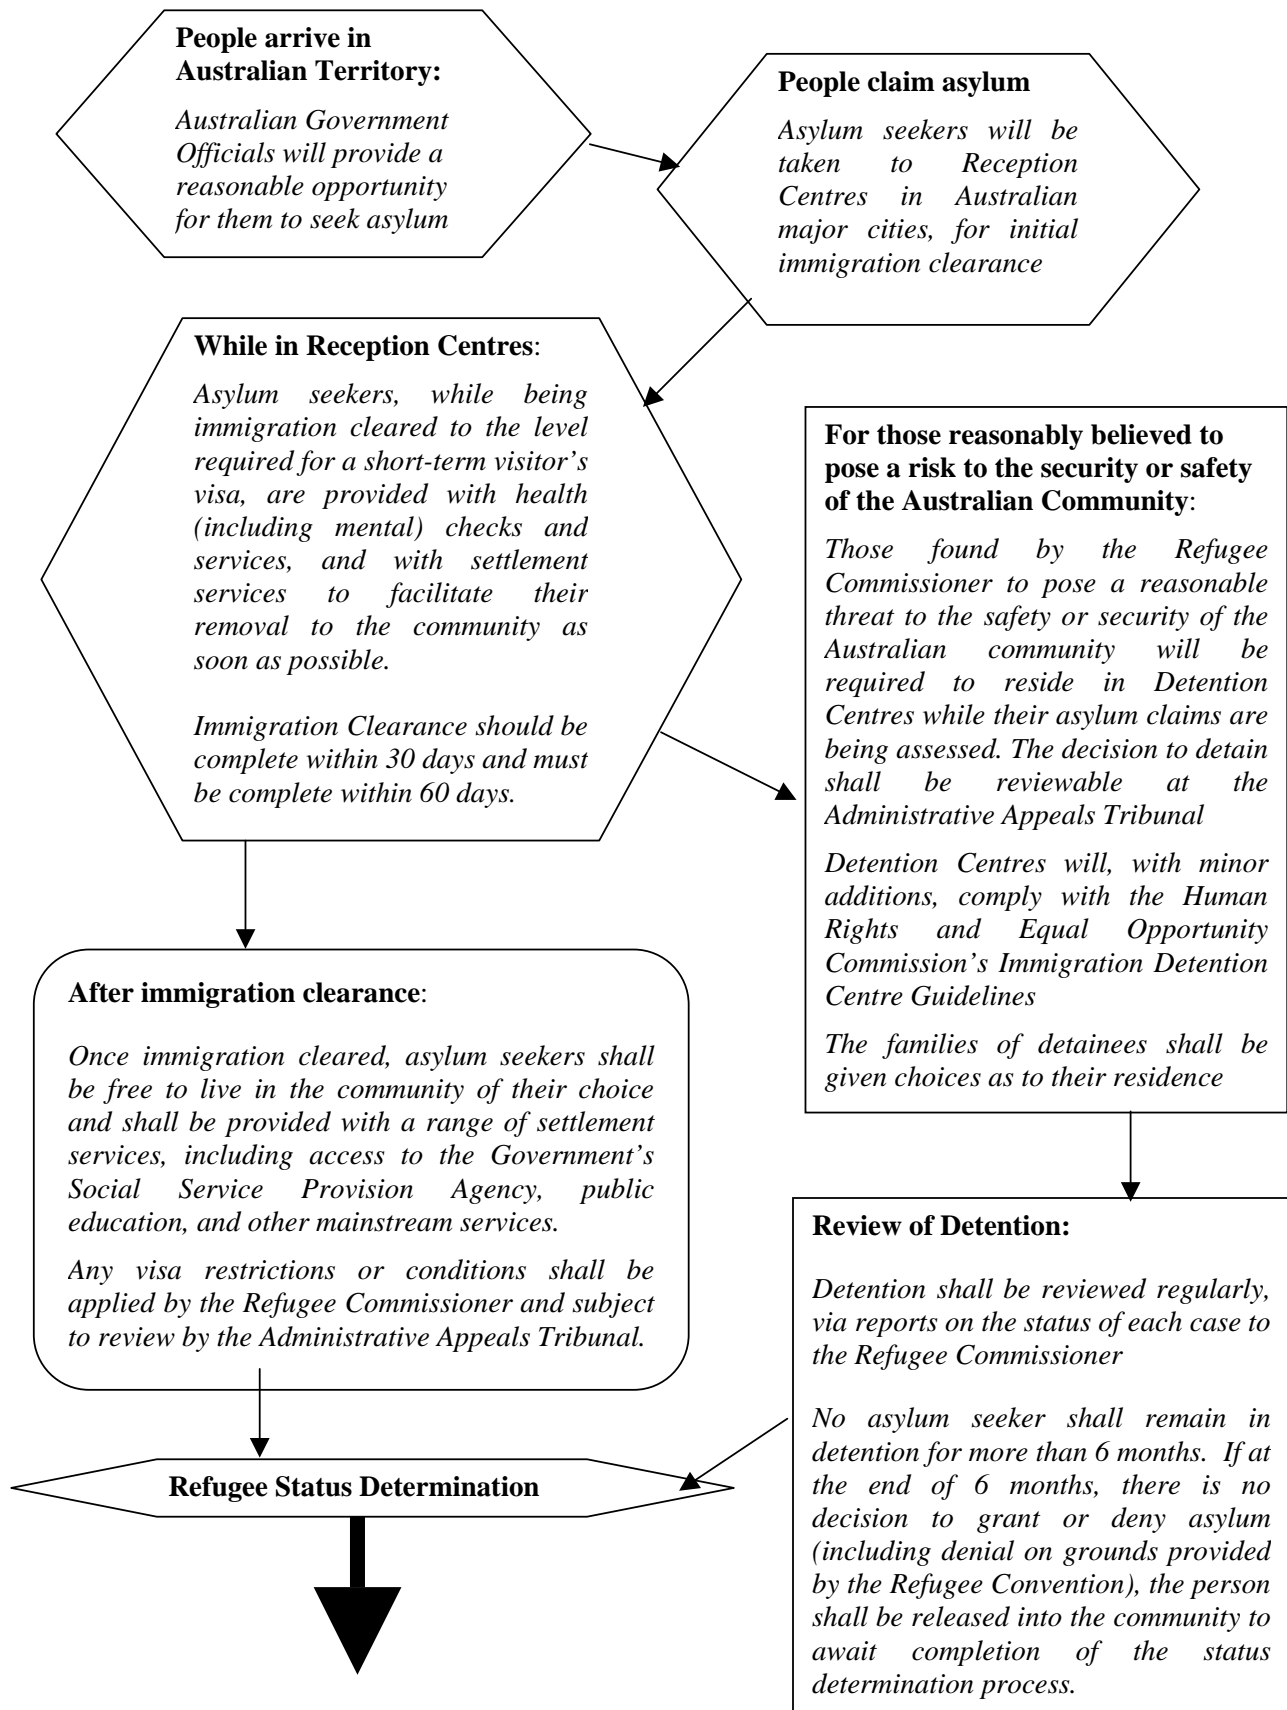 People arrive in
Australian Territory:
Australian Government
Officials will provide a
reasonable opportunity
for them to seek asylum
People claim asylum
Asylum seekers will be
taken to Reception
Centres in Australian
major cities, for initial
immigration clearance
While in Reception Centres:
Asylum seekers, while being
immigration cleared to the level
required for a short-term visitor’s
visa, are provided with health
(including mental) checks and
services, and with settlement
services to facilitate their
removal to the community as
soon as possible.
Immigration Clearance should be
complete within 30 days and must
be complete within 60 days.
For those reasonably believed to
pose a risk to the security or safety
of the Australian Community:
Those found by the Refugee
Commissioner to pose a reasonable
threat to the safety or security of the
Australian community will be
required to reside in Detention
Centres while their asylum claims are
being assessed. The decision to detain
shall be reviewable at the
Administrative Appeals Tribunal
Detention Centres will, with minor
additions, comply with the Human
Rights and Equal Opportunity
Commission’s Immigration Detention
Centre Guidelines
The families of detainees shall be
given choices as to their residence
After immigration clearance:
Once immigration cleared, asylum seekers shall
be free to live in the community of their choice
and shall be provided with a range of settlement
services, including access to the Government’s
Social Service Provision Agency, public
education, and other mainstream services.
Any visa restrictions or conditions shall be
applied by the Refugee Commissioner and subject
to review by the Administrative Appeals Tribunal.
Review of Detention:
Detention shall be reviewed regularly,
via reports on the status of each case to
the Refugee Commissioner
No asylum seeker shall remain in
detention for more than 6 months. If at
the end of 6 months, there is no
decision to grant or deny asylum
(including denial on grounds provided
by the Refugee Convention), the person
shall be released into the community to
await completion of the status
determination process.
Refugee Status Determination